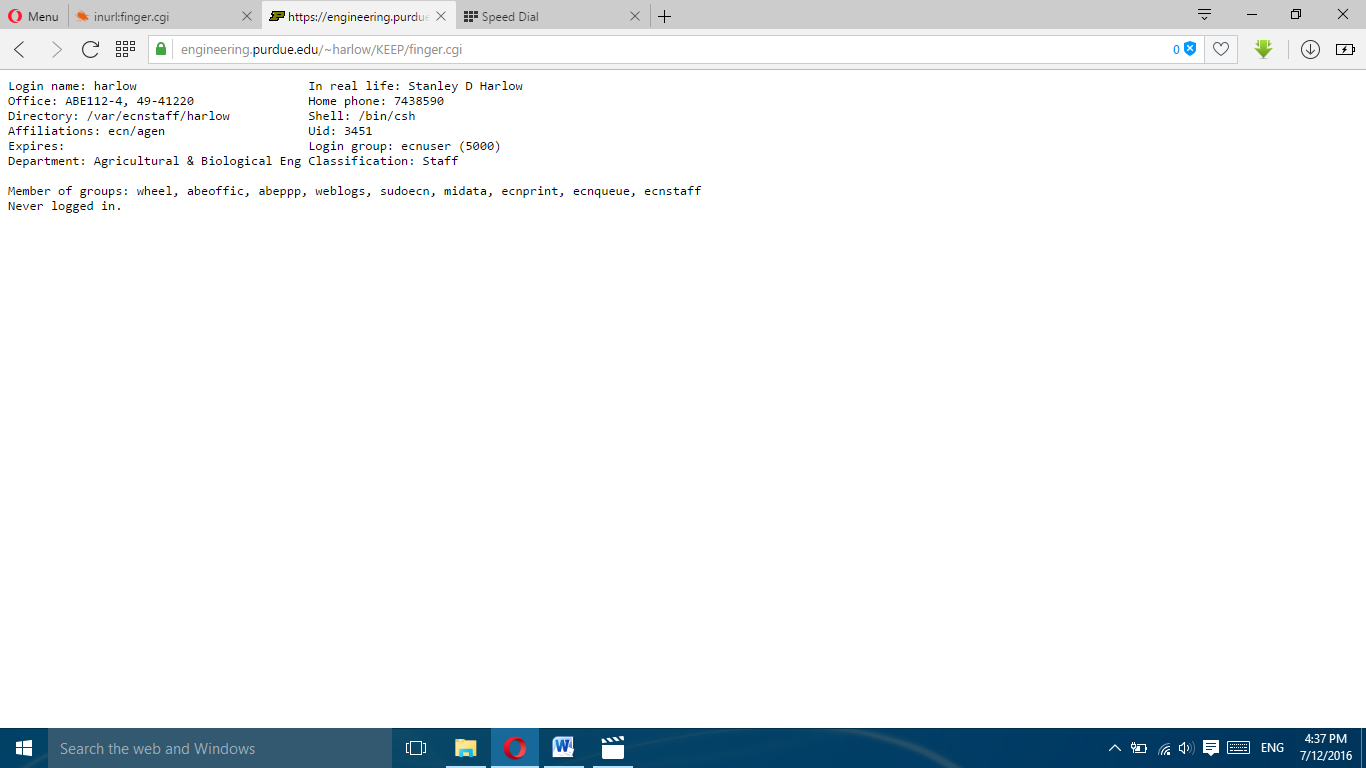 Menu
inurl:finger.cgi
https://engineering.purdue
Speed Dial
engineering.purdue.edu/~harlow/KEEP/finger.cgi
0
Login name: harlow In real life: Stanley D Harlow
Office: ABE112-4, 49-41220 Home phone: 7438590
Directory: /var/ecnstaff/harlow Shell: /bin/csh
Affiliations: ecn/agen Uid: 3451
Expires: Login group: ecnuser (5000)
Department: Agricultural & Biological Eng Classification: Staff
Member of groups: wheel, abeoffic, abeppp, weblogs, sudoecn, midata, ecnprint, ecnqueue, ecnstaff
Never logged in.
Search the web and Windows
ENG
4:37 PM
7/12/2016